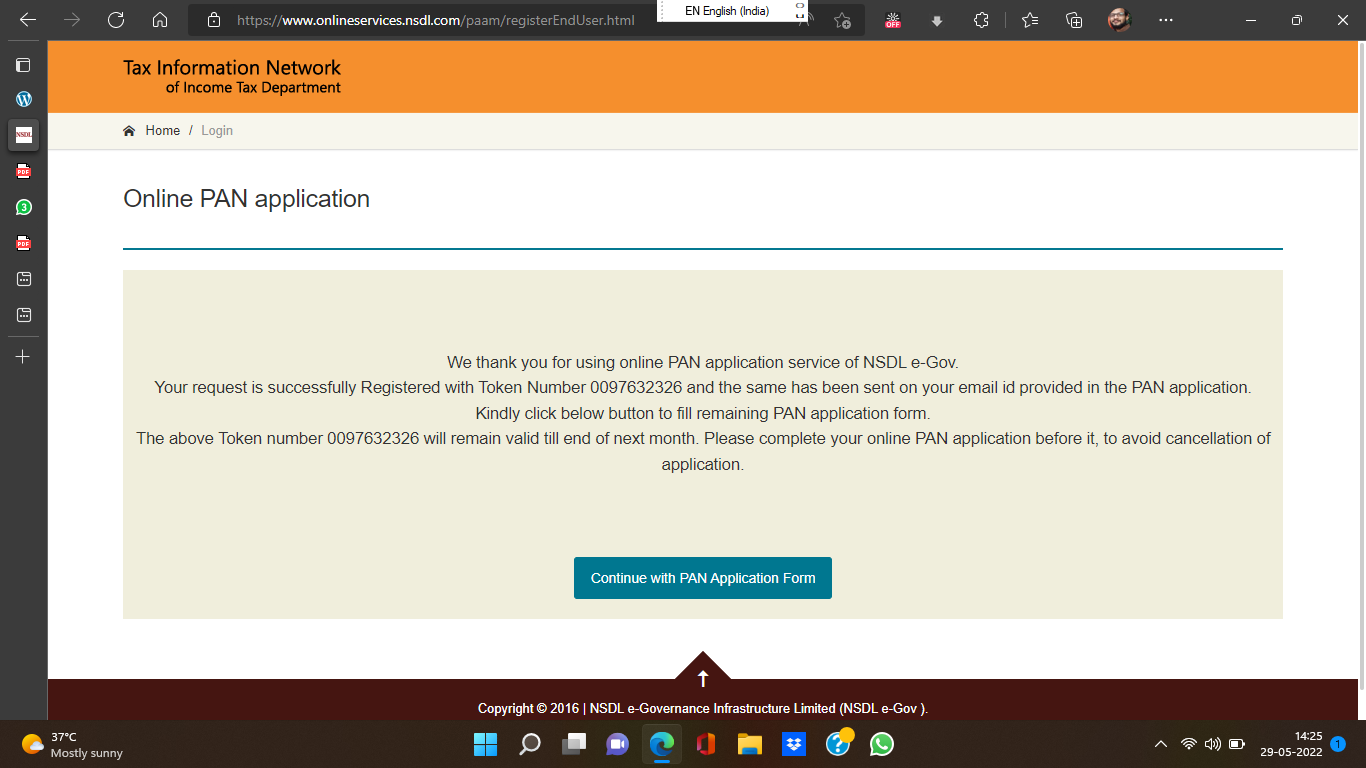 https://www.onlineservices.nsdl.com/paam/registerEndUser.html
EN English (India)
OFF
Tax Information Network
of Income Tax Department
Home / Login
NSDL
PDF
3
PDF
Online PAN application
We thank you for using online PAN application service of NSDL e-Gov.
Your request is successfully Registered with Token Number 0097632326 and the same has been sent on your email id provided in the PAN application.
Kindly click below button to fill remaining PAN application form.
The above Token number 0097632326 will remain valid till end of next month. Please complete your online PAN application before it, to avoid cancellation of
application.
Continue with PAN Application Form
Copyright © 2016 | NSDL e-Governance Infrastructure Limited (NSDL e-Gov ).
37°C
Mostly sunny
14:25
29-05-2022
1